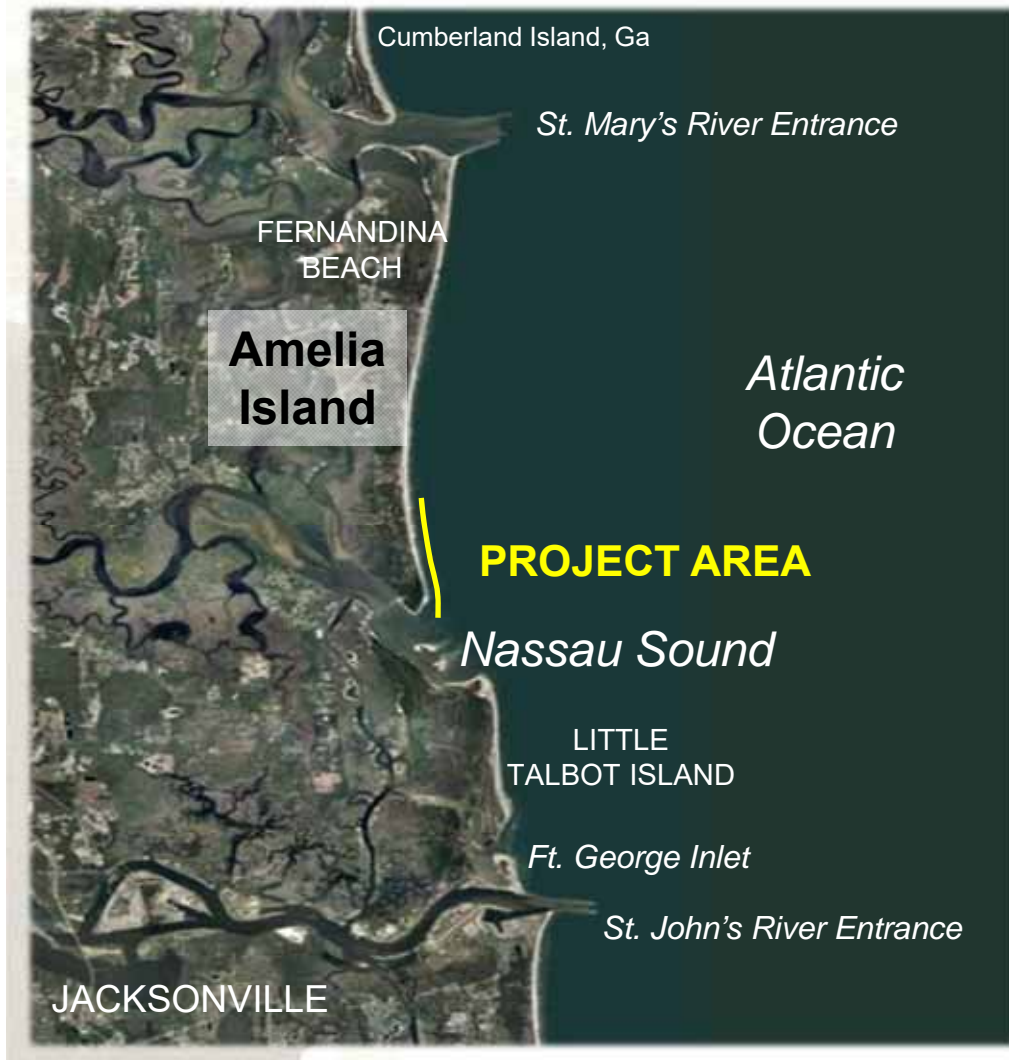 Cumberland Island, Ga
St. Mary's River Entrance
FERNANDINA
BEACH
Amelia
Island
Atlantic
Ocean
PROJECT AREA
Nassau Sound
LITTLE
TALBOT ISLAND
Ft. George Inlet
St. John's River Entrance
JACKSONVILLE